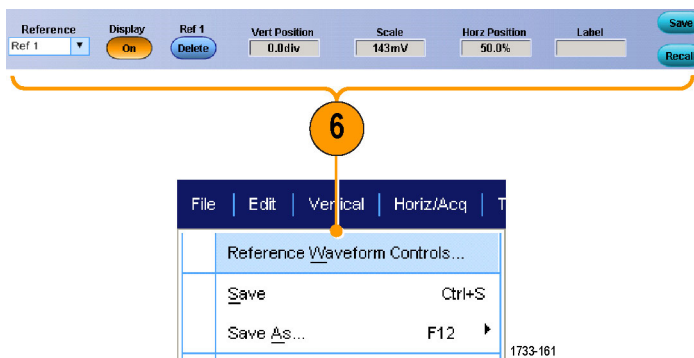 Reference Display Ref 1 Vert Position Scale Horz Position Label Save
Ref 1 On Delete 0.0div 143mV 50.0% Recall
6
File Edit Vertical Horiz/Acq T
Reference Waveform Controls...
Save Ctrl+S
Save As... F12
1733-161